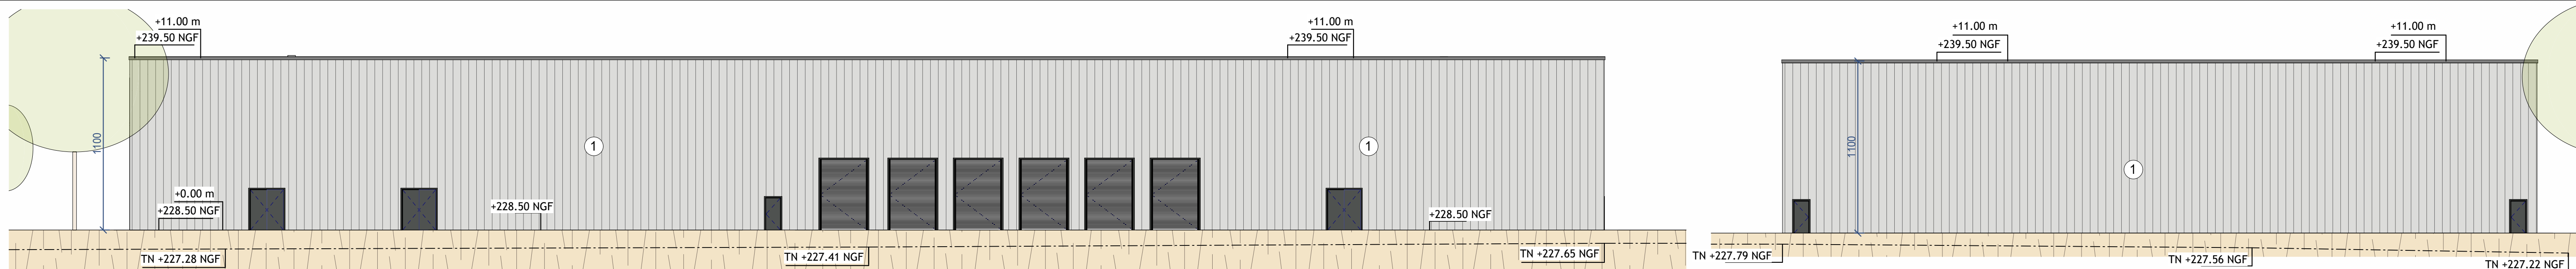 +11.00 m
+239.50 NGF
+11.00 m
+239.50 NGF
1100
1
1
+0.00 m
+228.50 NGF
+228.50 NGF
+228.50 NGF
TN +227.28 NGF
TN +227.41 NGF
TN +227.65 NGF
+11.00 m
+239.50 NGF
+11.00 m
+239.50 NGF
1100
1
TN +227.79 NGF
TN +227.56 NGF
TN +227.22 NGF